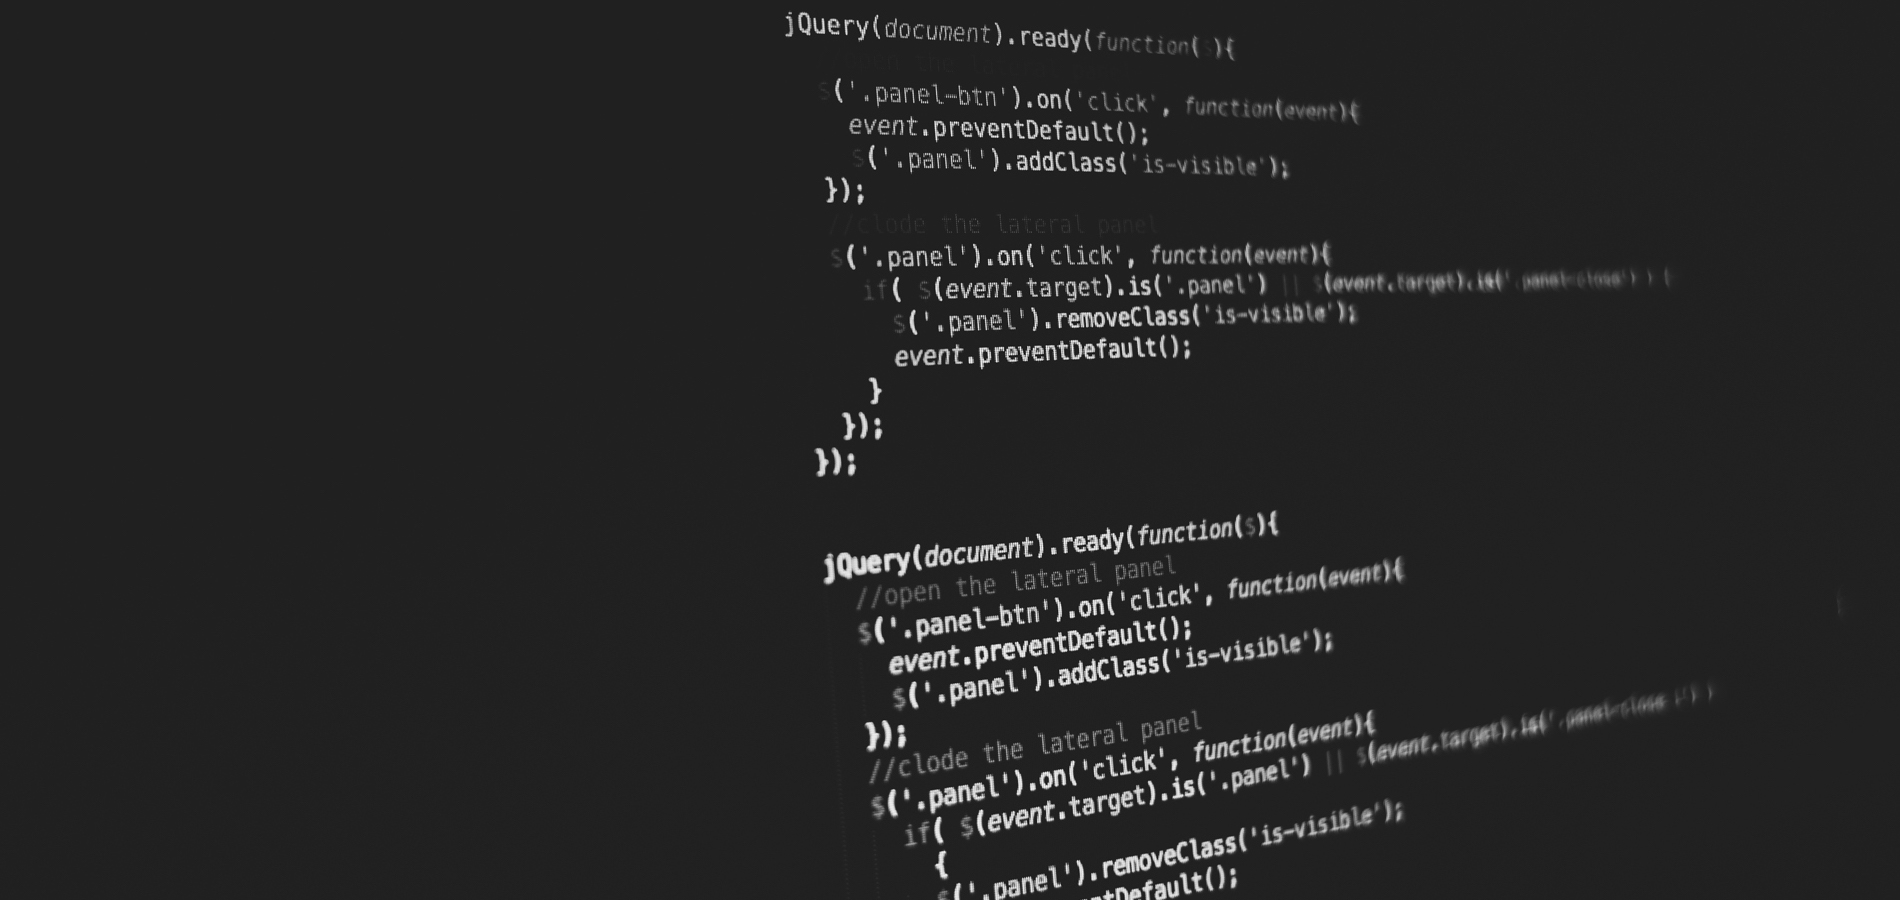 jQuery(document).ready(function( ){
the lateral
$('.panel-btn').on('click', function(event){
event.preventDefault();
$('.panel').addClass('is-visible');
});
//clode the lateral panel
$('.panel').on('click', function(event){
if( $(event.target).is('.panel') || $(event.target).is('.panel-close') ) {
$('.panel').removeClass('is-visible');
event.preventDefault();
}
});
});
jQuery(document).ready(function($){
//open the lateral panel
$('.panel-btn').on('click', function(event){
event.preventDefault();
$('.panel').addClass('is-visible');
});
//clode the lateral panel
$('.panel').on('click', function(event){
if( $(event.target).is('.panel') || $(event.target).is('.panel-close
{
$('.panel').removeClass('is-visible');
ntDefault();